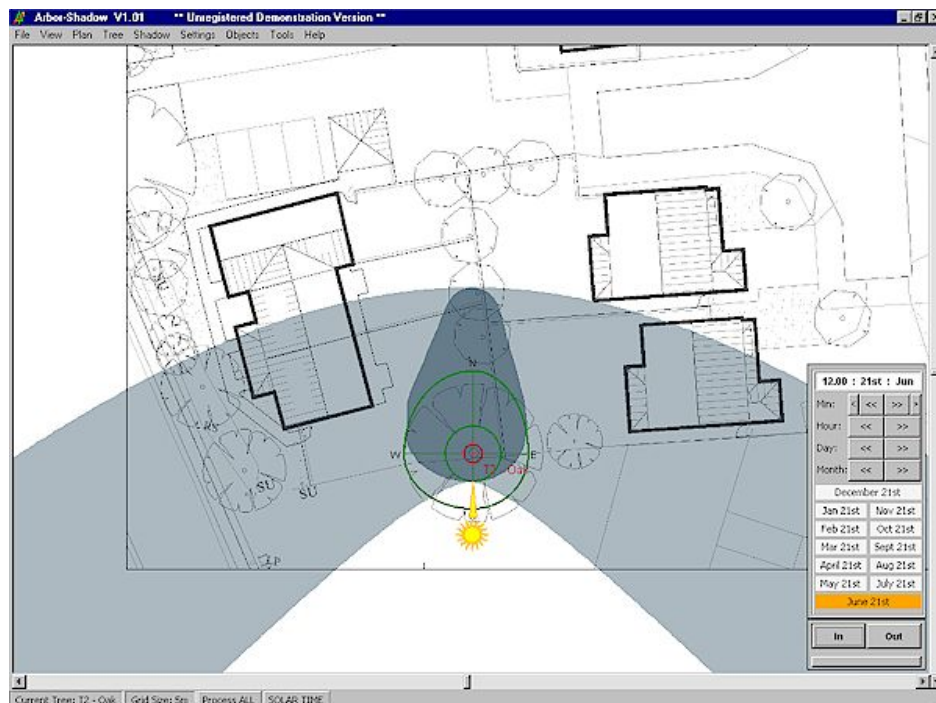 Arbor-Shadow V1.01 ** Unregistered Demonstration Version **
File View Plan Tree Shadow Settings Objects Tools Help
SU
N
W E
T2 - Oak
SU
SU
12.00 : 21st : Jun
Min: < << >> >
Hour: << >>
Day: << >>
Month: << >>
December 21st
Jan 21st Nov 21st
Feb 21st Oct 21st
Mar 21st Sept 21st
April 21st Aug 21st
May 21st July 21st
June 21st
In Out
Current Tree: T2 - Oak Grid Size: 5m Process ALL SOLAR TIME